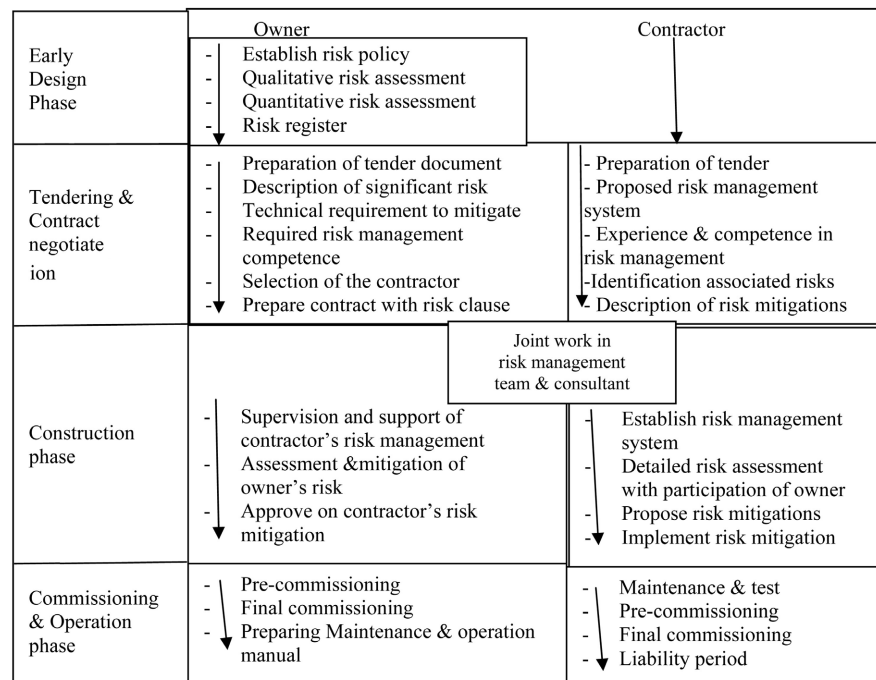 Owner
Contractor
Early
Design
Phase
- Establish risk policy
- Qualitative risk assessment
- Quantitative risk assessment
- Risk register
Tendering &
Contract
negotiate
ion
- Preparation of tender document
- Description of significant risk
- Technical requirement to mitigate
- Required risk management
competence
- Selection of the contractor
- Prepare contract with risk clause
- Preparation of tender
- Proposed risk management
system
- Experience & competence in
risk management
-Identification associated risks
- Description of risk mitigations
Joint work in
risk management
team & consultant
Construction
phase
- Supervision and support of
contractor's risk management
- Assessment &mitigation of
owner's risk
- Approve on contractor's risk
mitigation
- Establish risk management
system
- Detailed risk assessment
with participation of owner
- Propose risk mitigations
- Implement risk mitigation
Commissioning
& Operation
phase
- Pre-commissioning
- Final commissioning
- Preparing Maintenance & operation
manual
- Maintenance & test
- Pre-commissioning
- Final commissioning
- Liability period